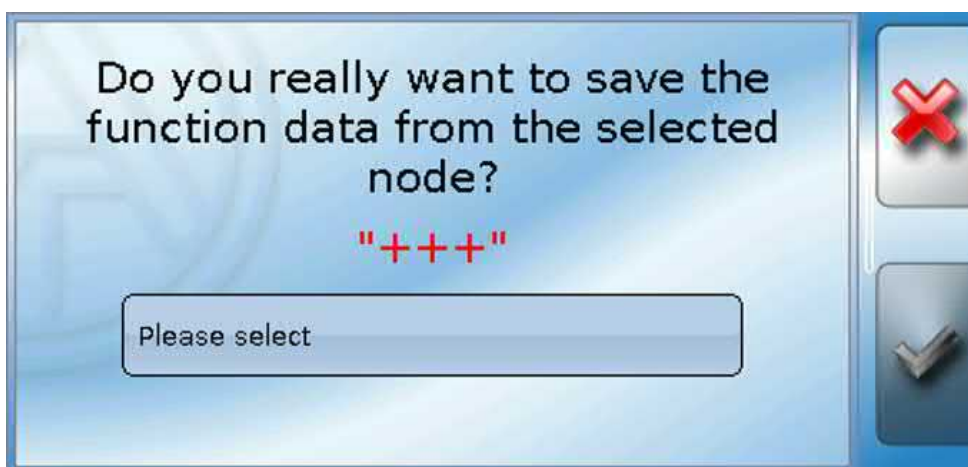 Do you really want to save the
function data from the selected
node?
"+++"
Please select